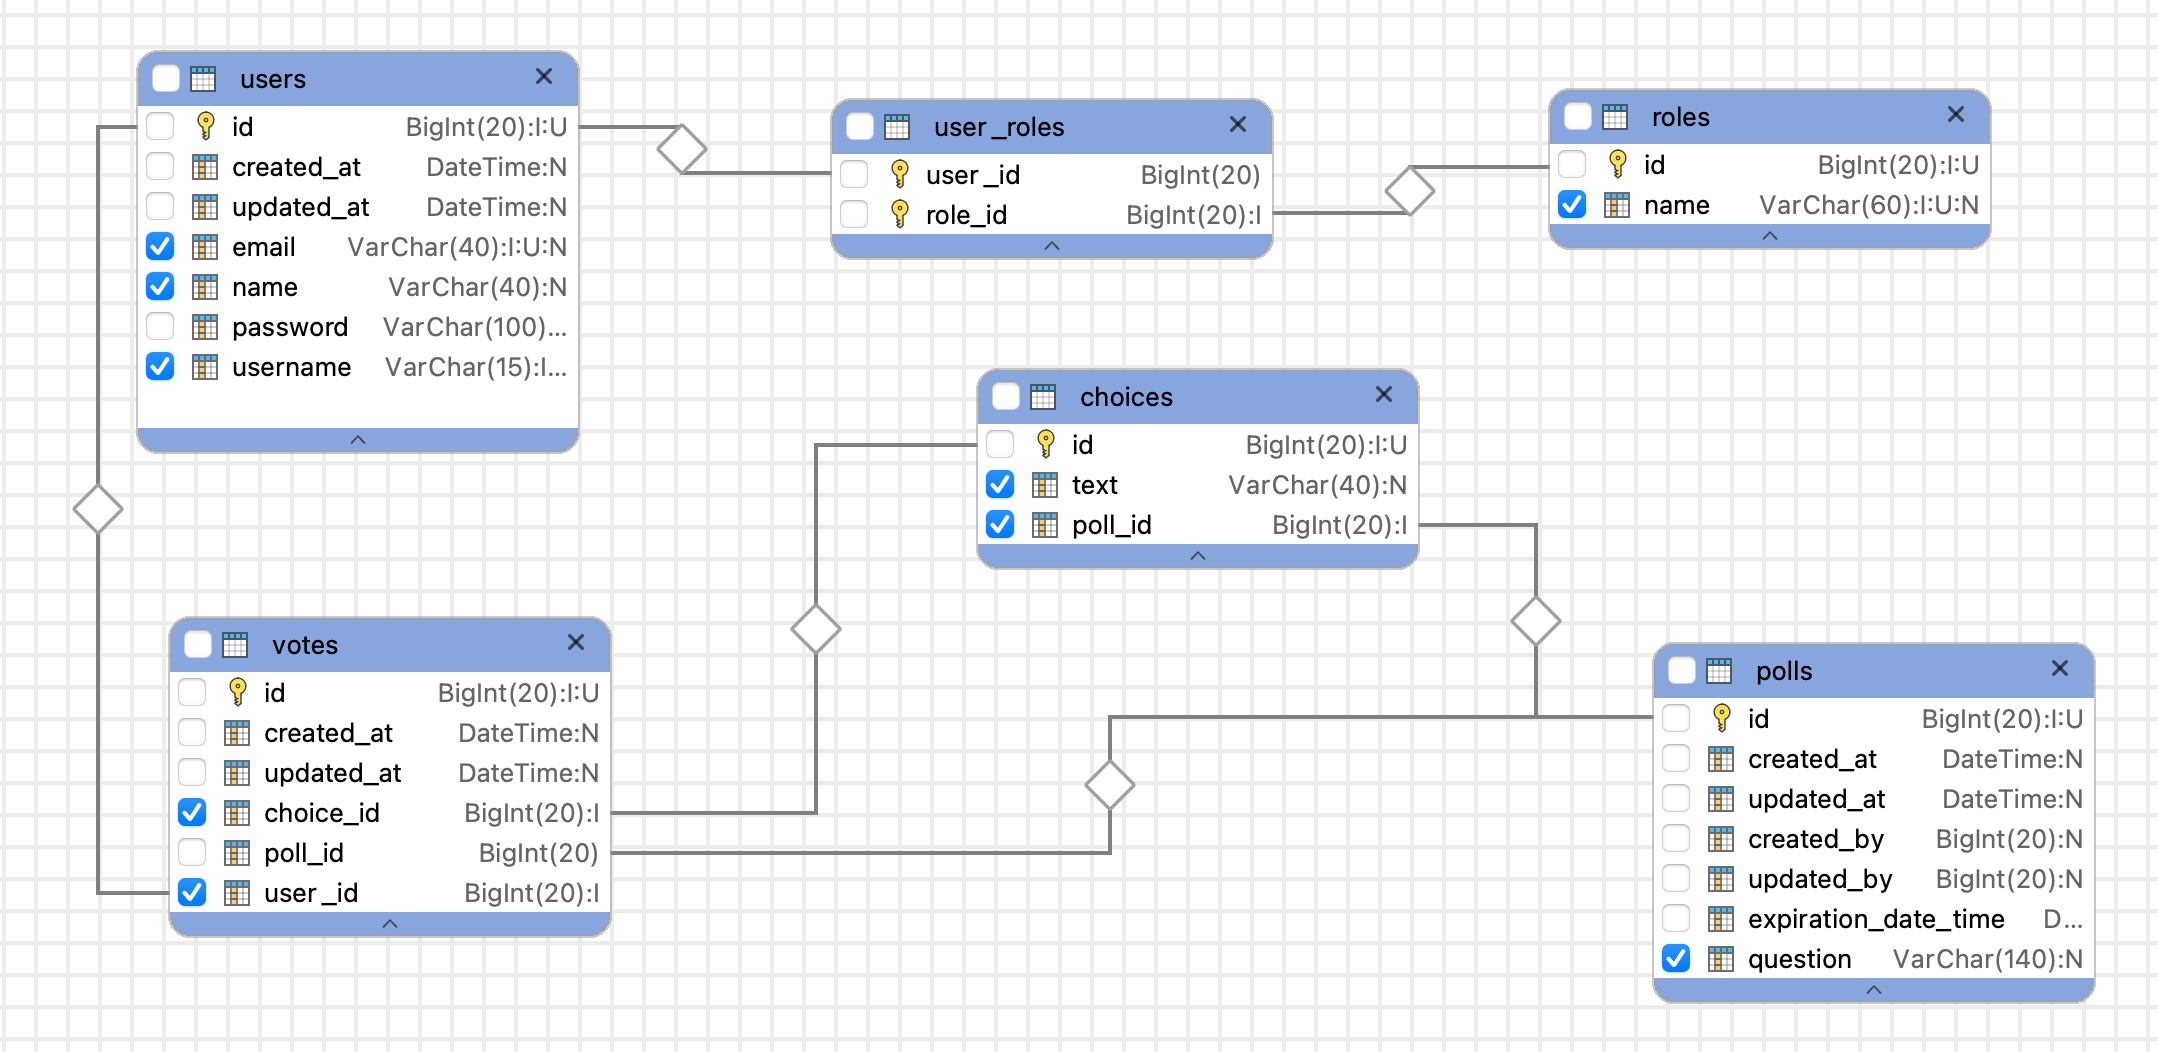 users
id BigInt(20):I:U
created_at DateTime:N
updated_at DateTime:N
email VarChar(40):I:U:N
name VarChar(40):N
password VarChar(100)...
username VarChar(15):I...
user_roles
user_id BigInt(20)
role_id BigInt(20):I
roles
id BigInt(20):I:U
name VarChar(60):I:U:N
choices
id BigInt(20):I:U
text VarChar(40):N
poll_id BigInt(20):I
votes
id BigInt(20):I:U
created_at DateTime:N
updated_at DateTime:N
choice_id BigInt(20):I
poll_id BigInt(20)
user_id BigInt(20):I
polls
id BigInt(20):I:U
created_at DateTime:N
updated_at DateTime:N
created_by BigInt(20):N
updated_by BigInt(20):N
expiration_date_time D...
question VarChar(140):N